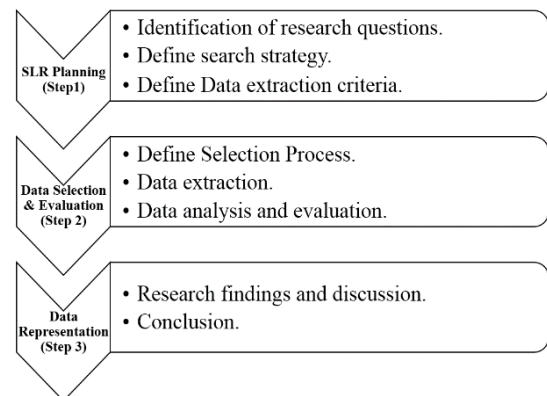 SLR Planning
(Step1)
• Identification of research questions.
• Define search strategy.
• Define Data extraction criteria.
Data Selection
& Evaluation
(Step 2)
• Define Selection Process.
• Data extraction.
• Data analysis and evaluation.
Data
Representation
(Step 3)
• Research findings and discussion.
• Conclusion.